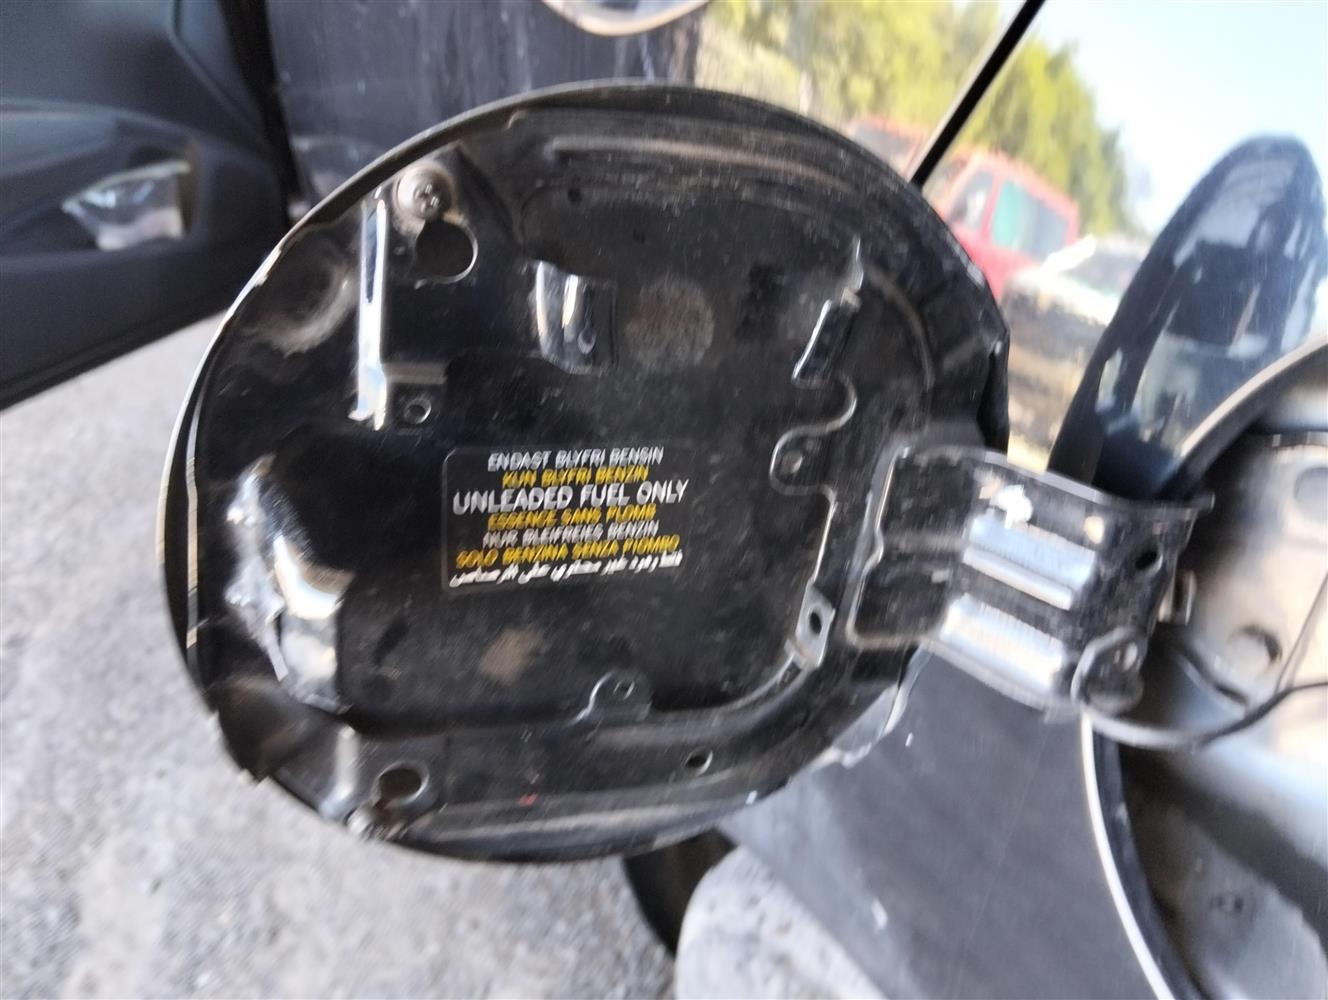 ENDAST BLYFRI BENSIN
KUN BLYFRI BENZIN
UNLEADED FUEL ONLY
ESSENCE SANS PLOMB
NUR BLEIFREIES BENZIN
SOLO BENZINA SENZA PIOMBO